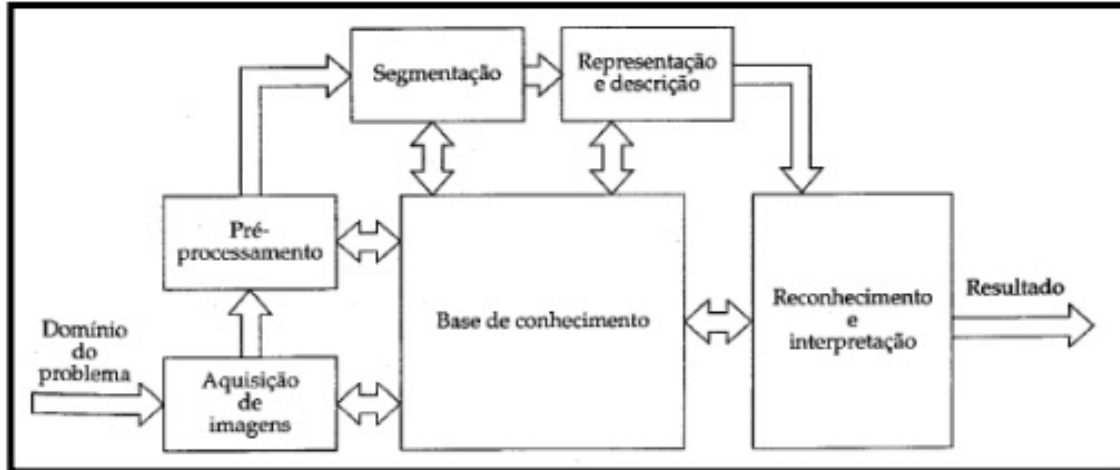 Segmentação
Representação
e descrição
Pré-
processamento
Base de conhecimento
Reconhecimento
e
interpretação
Resultado
Domínio
do
problema
Aquisição
de
imagens